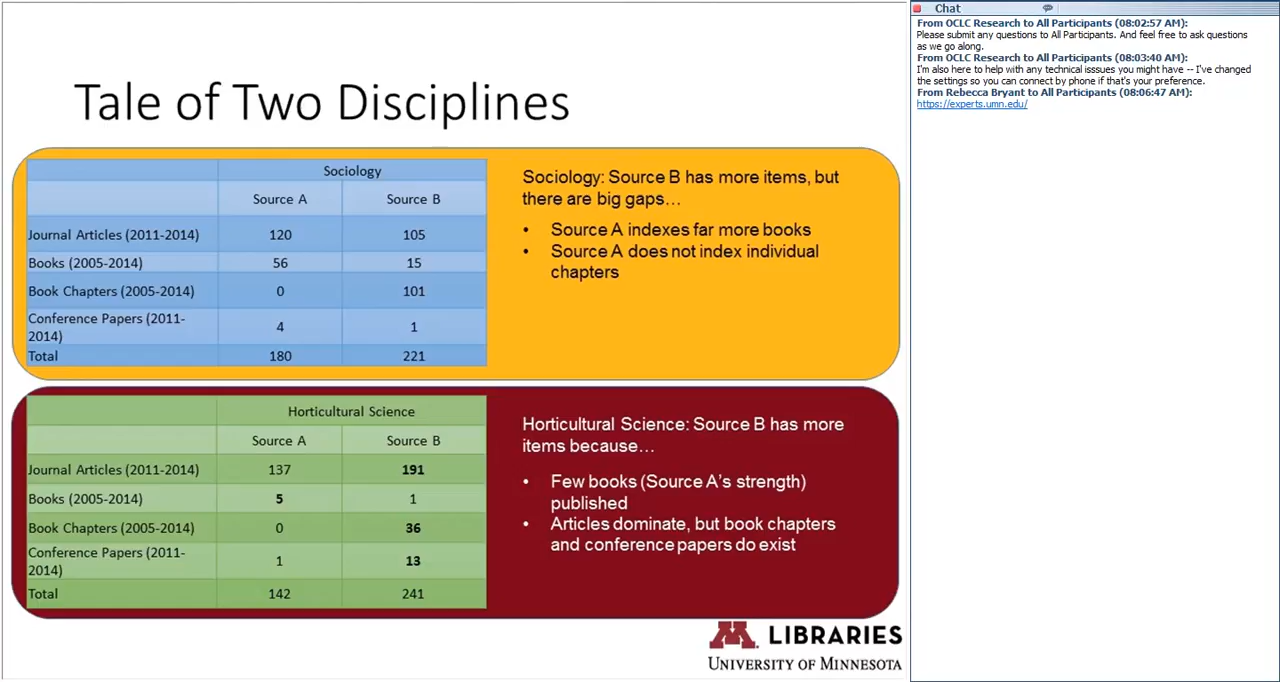 Tale of Two Disciplines
Sociology
Source A Source B
Journal Articles (2011-2014) 120 105
Books (2005-2014) 56 15
Book Chapters (2005-2014) 0 101
Conference Papers (2011-
2014) 4 1
Total 180 221
Sociology: Source B has more items, but
there are big gaps…
• Source A indexes far more books
• Source A does not index individual
chapters
Horticultural Science
Source A Source B
Journal Articles (2011-2014) 137 191
Books (2005-2014) 5 1
Book Chapters (2005-2014) 0 36
Conference Papers (2011-
2014) 1 13
Total 142 241
Horticultural Science: Source B has more
items because…
• Few books (Source A’s strength)
published
• Articles dominate, but book chapters
and conference papers do exist
M LIBRARIES
UNIVERSITY OF MINNESOTA
Chat
From OCLC Research to All Participants (08:02:57 AM):
Please submit any questions to All Participants. And feel free to ask questions
as we go along.
From OCLC Research to All Participants (08:03:40 AM):
I'm also here to help with any technical isssues you might have -- I've changed
the settings so you can connect by phone if that's your preference.
From Rebecca Bryant to All Participants (08:06:47 AM):
https://experts.umn.edu/